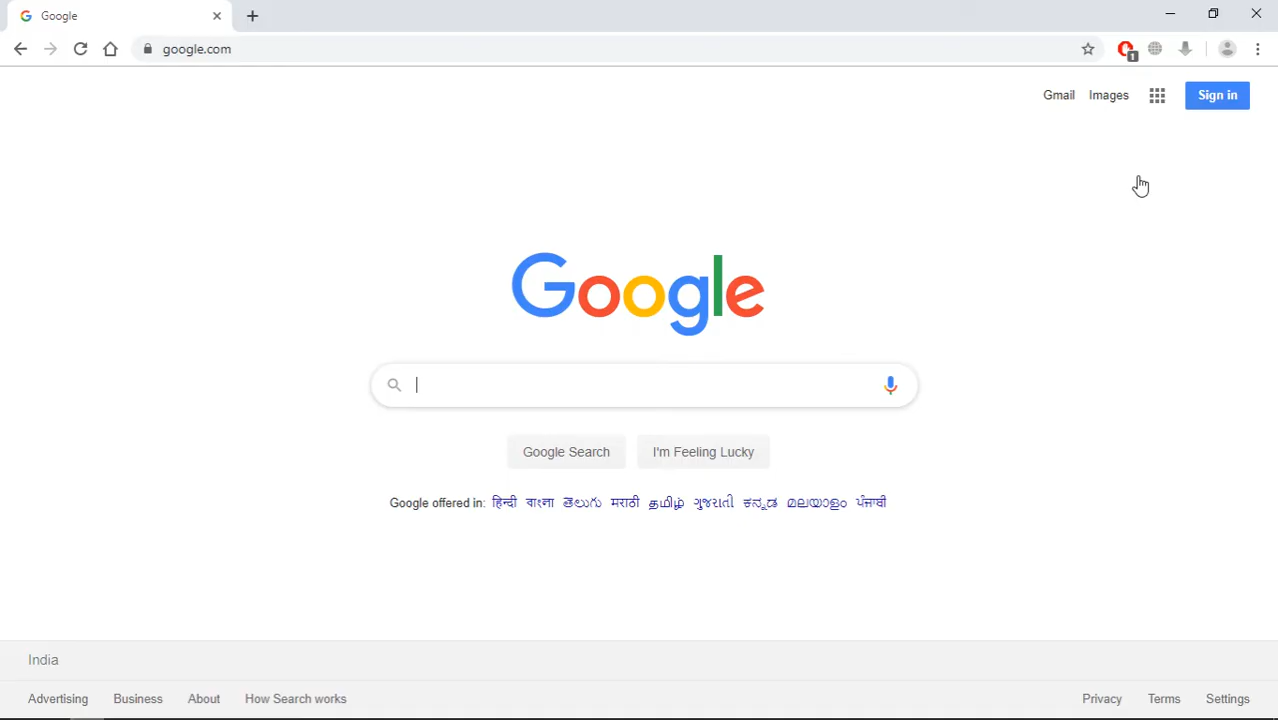 Google
google.com
1
Gmail Images Sign in
Google
Google Search I'm Feeling Lucky
Google offered in: हिन्दी বাংলা తెలుగు मराठी தமிழ் ગુજરાતી ಕನ್ನಡ മലയാളം ਪੰਜਾਬੀ
India
Advertising Business About How Search works Privacy Terms Settings